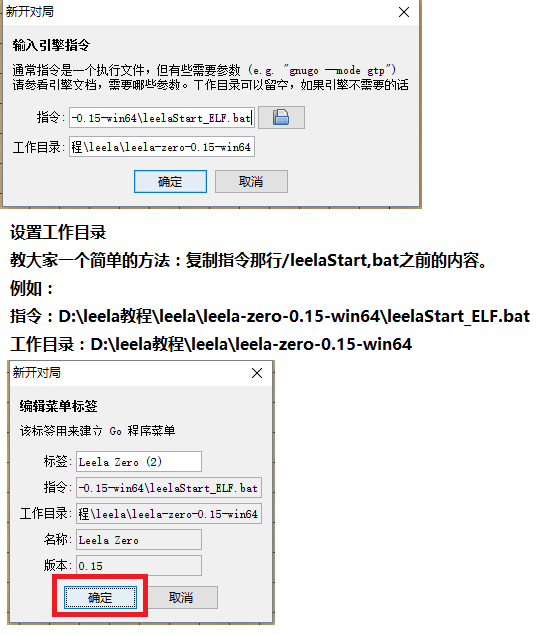 新开对局
输入引擎指令
通常指令是一个执行文件，但有些需要参数 (e.g. "gnugo --mode gtp")
请参看引擎文档，需要哪些参数。工作目录可以留空，如果引擎不需要的话
指令: -0.15-win64\leelaStart_ELF.bat
工作目录: 程\leela\leela-zero-0.15-win64
确定 取消
设置工作目录
教大家一个简单的方法：复制指令那行/leelaStart,bat之前的内容。
例如：
指令：D:\leela教程\leela\leela-zero-0.15-win64\leelaStart_ELF.bat
工作目录：D:\leela教程\leela\leela-zero-0.15-win64
新开对局
编辑菜单标签
该标签用来建立 Go 程序菜单
标签: Leela Zero (2)
指令: -0.15-win64\leelaStart_ELF.bat
工作目录: 程\leela\leela-zero-0.15-win64
名称: Leela Zero
版本: 0.15
确定 取消